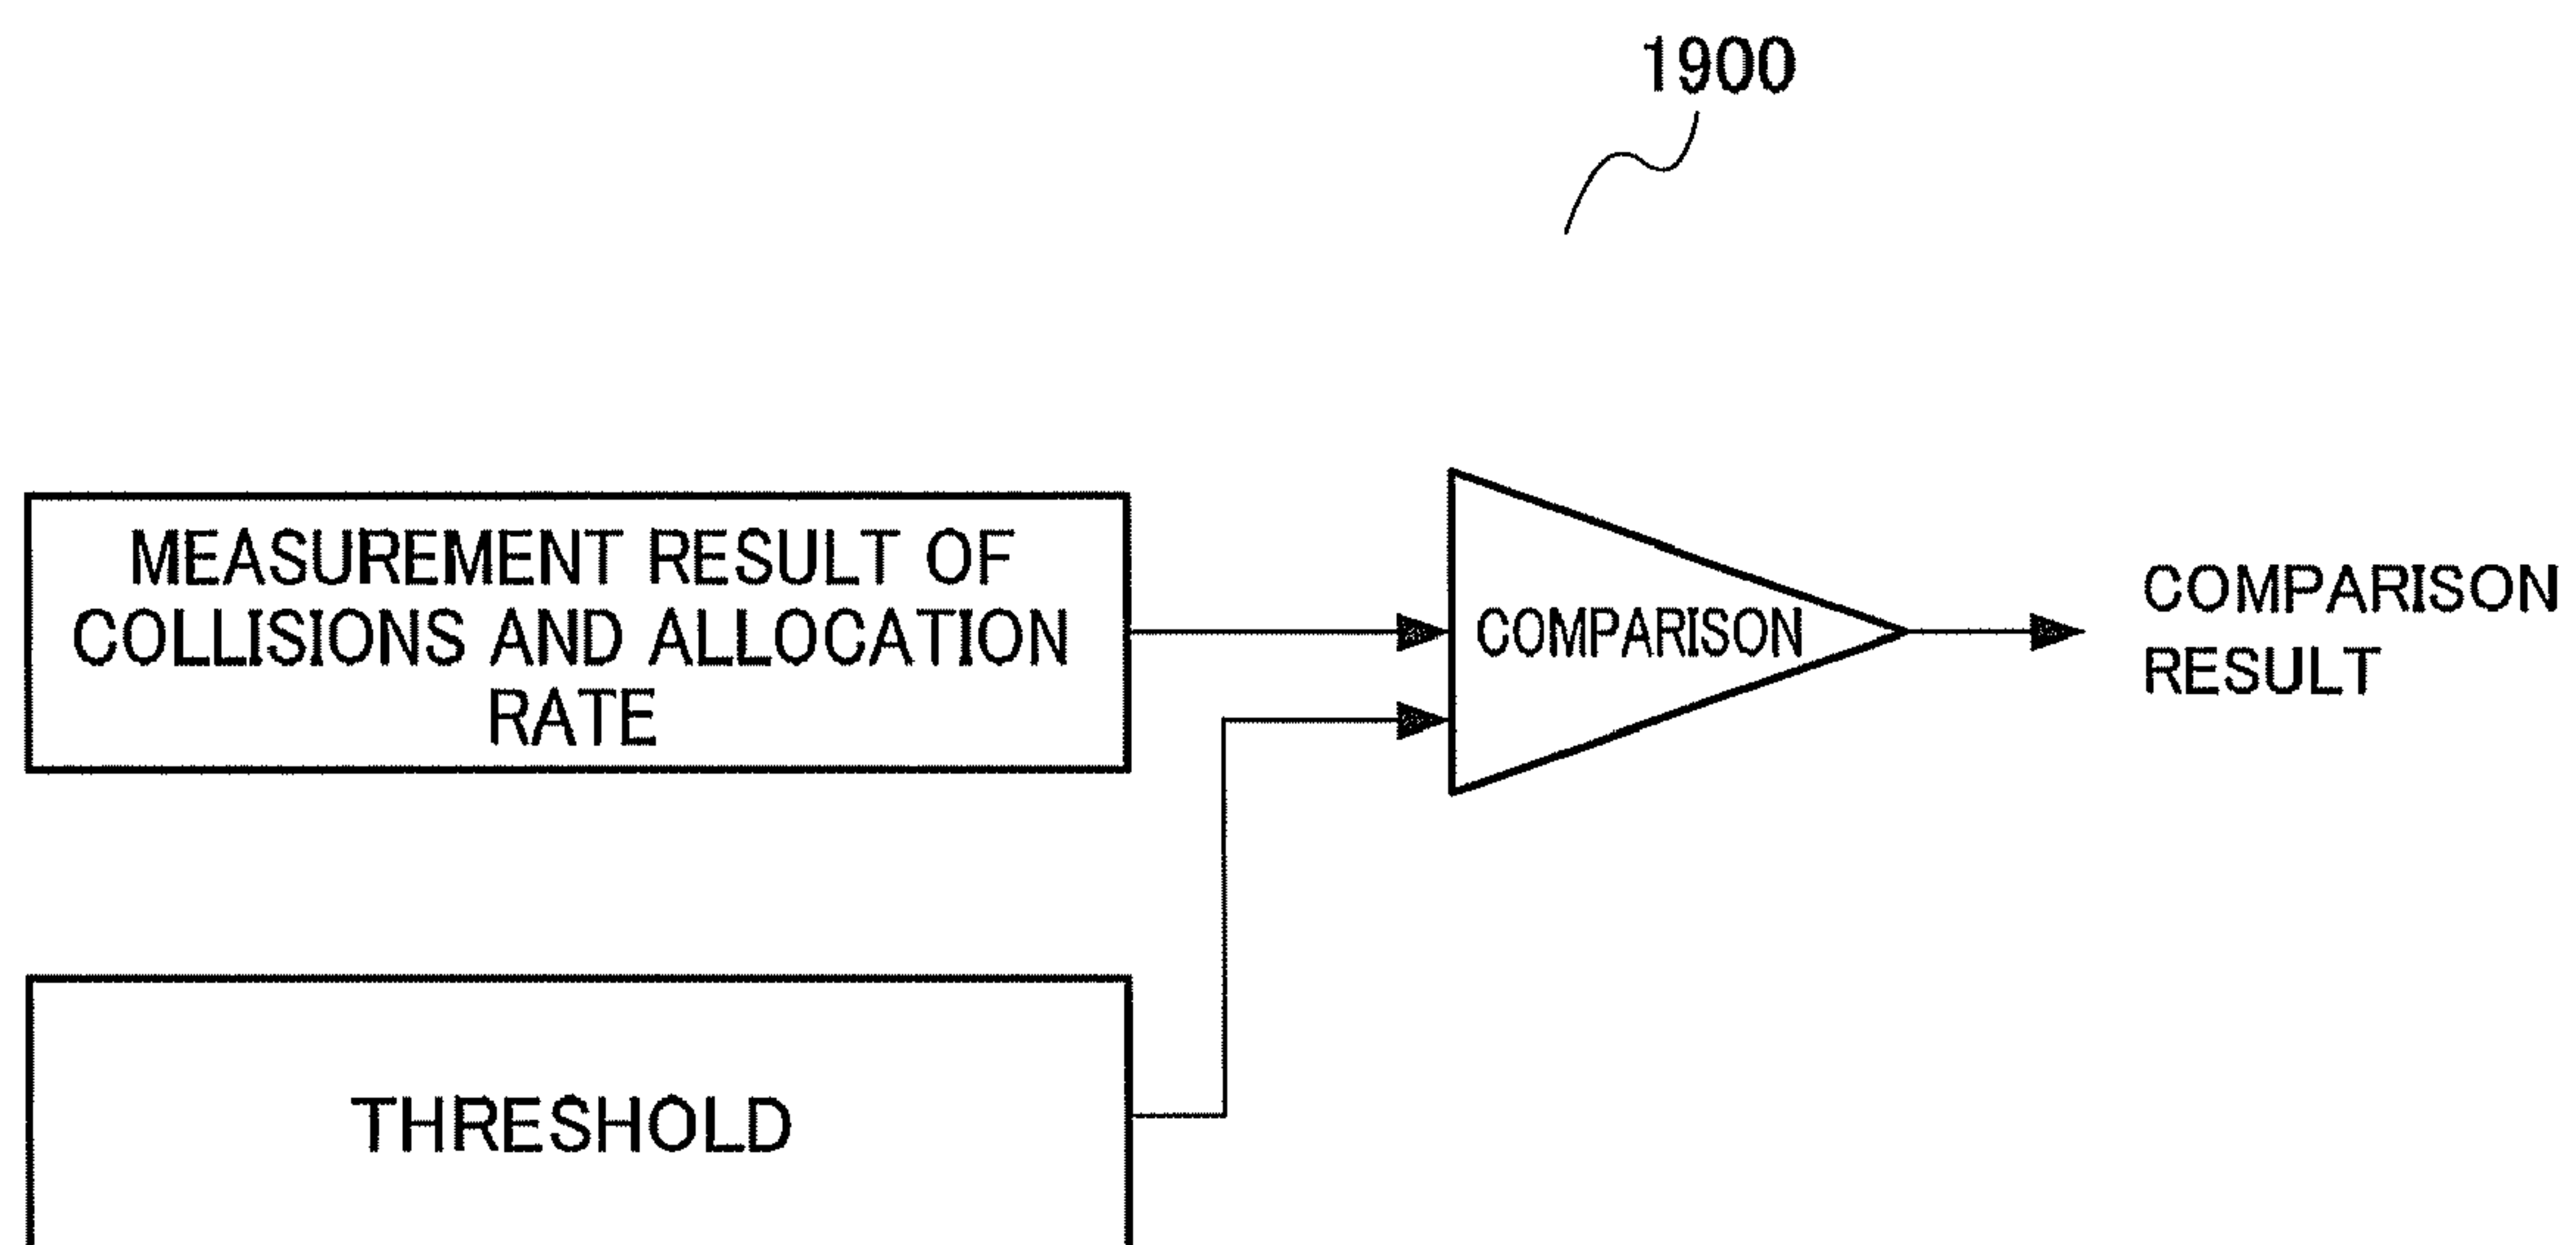 1900
MEASUREMENT RESULT OF
COLLISIONS AND ALLOCATION
RATE
COMPARISON
COMPARISON
RESULT
THRESHOLD